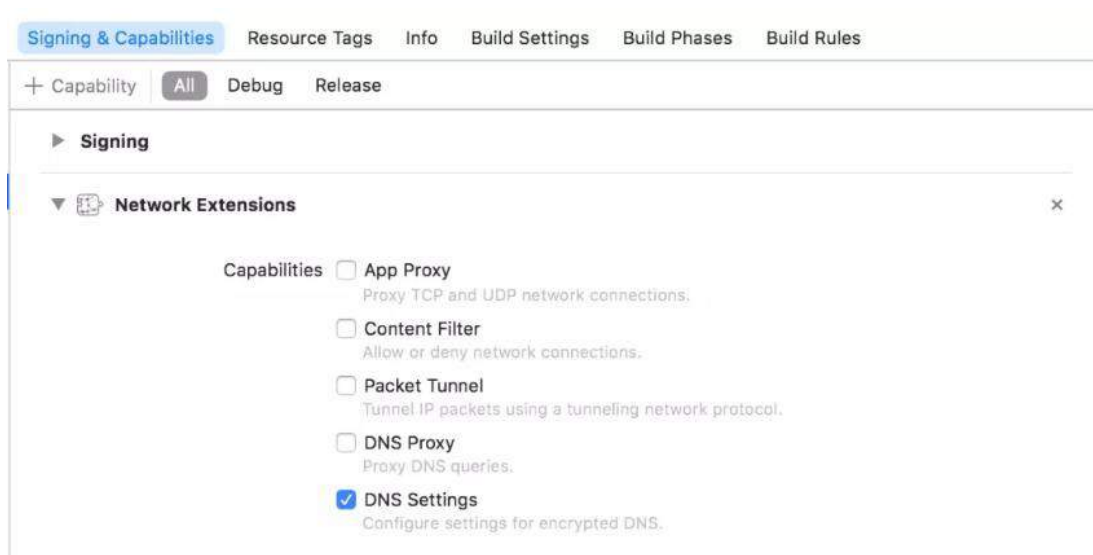 Signing & Capabilities Resource Tags Info Build Settings Build Phases Build Rules
+ Capability All Debug Release
Signing
Network Extensions
Capabilities App Proxy
Proxy TCP and UDP network connections.
Content Filter
Allow or deny network connections.
Packet Tunnel
Tunnel IP packets using a tunneling network protocol.
DNS Proxy
Proxy DNS queries.
DNS Settings
Configure settings for encrypted DNS.